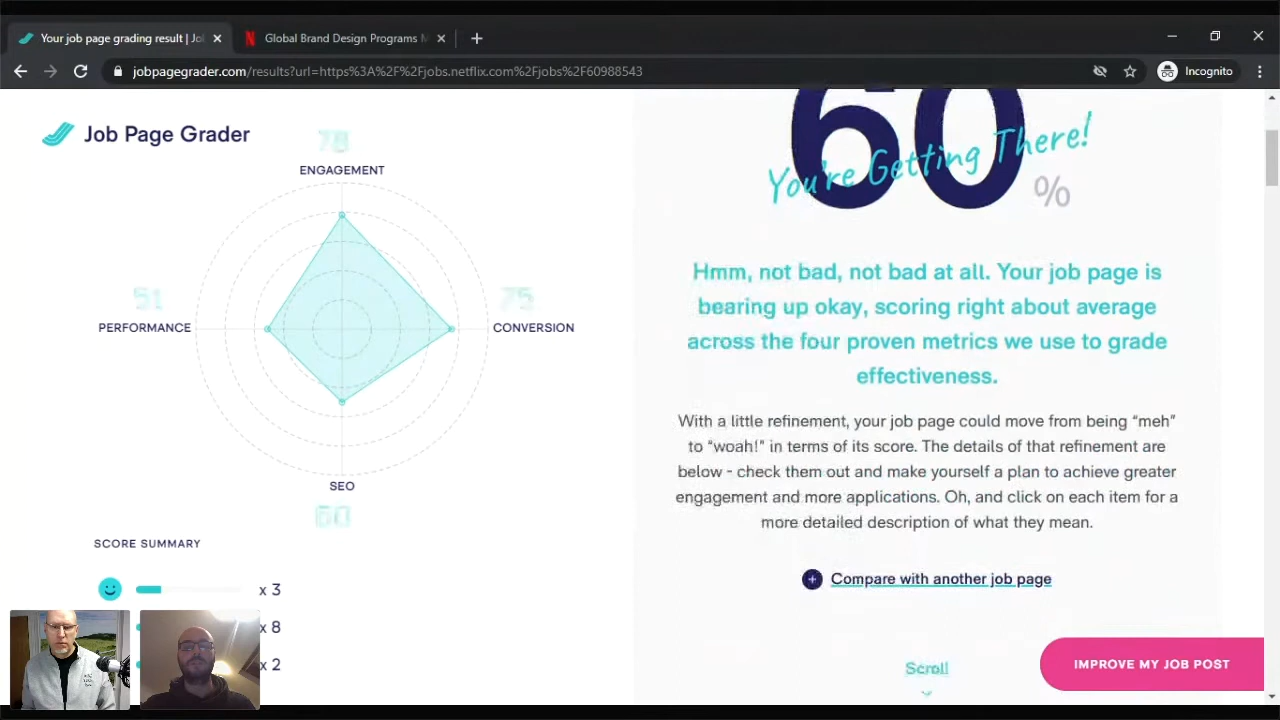 Your job page grading result | Jo
Global Brand Design Programs M
jobpagegrader.com/results?url=https%3A%2F%2Fjobs.netflix.com%2Fjobs%2F60988543
Incognito
Job Page Grader
78
ENGAGEMENT
51
PERFORMANCE
75
CONVERSION
SEO
60
SCORE SUMMARY
x 3
x 8
x 2
60
%
You're Getting There!
Hmm, not bad, not bad at all. Your job page is
bearing up okay, scoring right about average
across the four proven metrics we use to grade
effectiveness.
With a little refinement, your job page could move from being “meh”
to “woah!” in terms of its score. The details of that refinement are
below - check them out and make yourself a plan to achieve greater
engagement and more applications. Oh, and click on each item for a
more detailed description of what they mean.
Compare with another job page
Scroll
IMPROVE MY JOB POST